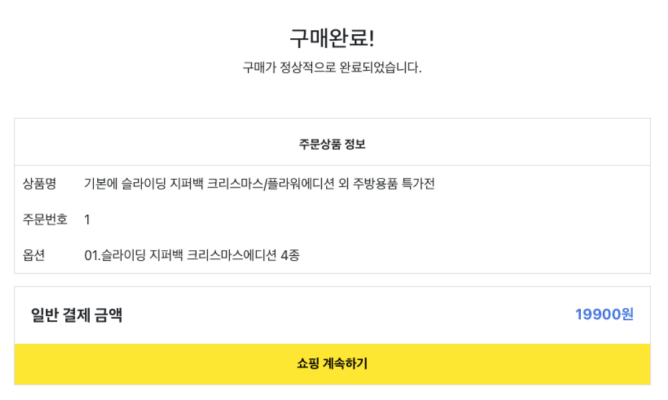 구매완료!
구매가 정상적으로 완료되었습니다.
주문상품 정보
상품명 기본에 슬라이딩 지퍼백 크리스마스/플라워에디션 외 주방용품 특가전
주문번호 1
옵션 01.슬라이딩 지퍼백 크리스마스에디션 4종
일반 결제 금액 19900원
쇼핑 계속하기